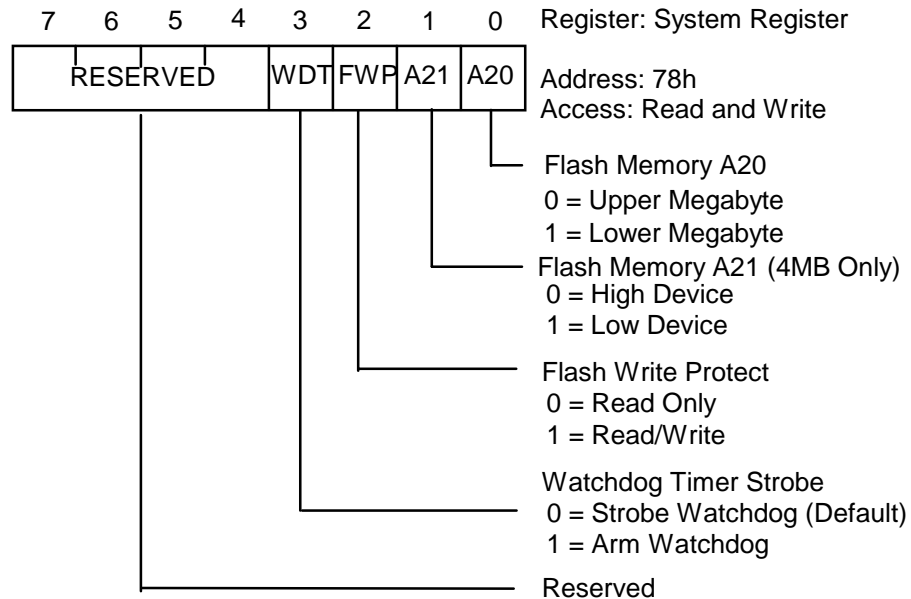 7 6 5 4 3 2 1 0
Register: System Register
RESERVED WDT FWP A21 A20
Address: 78h
Access: Read and Write
Flash Memory A20
0 = Upper Megabyte
1 = Lower Megabyte
Flash Memory A21 (4MB Only)
0 = High Device
1 = Low Device
Flash Write Protect
0 = Read Only
1 = Read/Write
Watchdog Timer Strobe
0 = Strobe Watchdog (Default)
1 = Arm Watchdog
Reserved